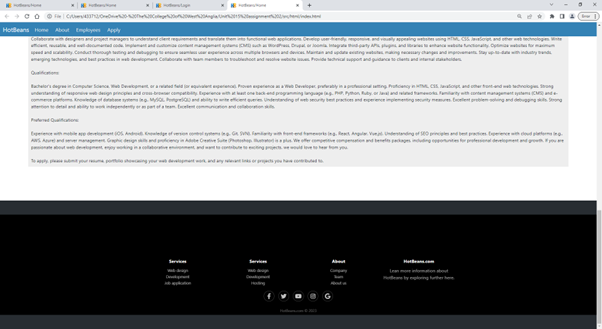 HotBeans Home
HotBeans Home
HotBeans Login
HotBeans Home
HotBeans Home About Employees Apply
Collaborate with designers and project managers to understand client requirements and translate them into functional web applications. Develop user-friendly, responsive, and visually appealing websites using HTML, CSS, JavaScript, and other web technologies. Write
efficient, reusable, and well-documented code. Implement and customize content management systems (CMS) such as WordPress, Drupal, or Joomla. Integrate third-party APIs, plugins, and libraries to enhance website functionality. Optimize websites for maximum
speed and scalability. Conduct thorough testing and debugging to ensure seamless user experience across multiple browsers and devices. Maintain and update existing websites, making necessary changes and improvements. Stay up-to-date with industry trends,
emerging technologies, and best practices in web development. Collaborate with team members to troubleshoot and resolve website issues. Provide technical support and guidance to clients and internal stakeholders.
Qualifications:
Bachelor's degree in Computer Science, Web Development, or a related field (or equivalent experience). Proven experience as a Web Developer, preferably in a professional setting. Proficiency in HTML, CSS, JavaScript, and other front-end web technologies. Strong
understanding of responsive web design principles and cross-browser compatibility. Experience with at least one back-end programming language (e.g., PHP, Python, Ruby, or Java) and related frameworks. Familiarity with content management systems (CMS) and e-
commerce platforms. Knowledge of database systems (e.g., MySQL, PostgreSQL) and ability to write efficient queries. Understanding of web security best practices and experience implementing security measures. Excellent problem-solving and debugging skills. Strong
attention to detail and ability to work independently or as part of a team. Excellent communication and collaboration skills.
Preferred Qualifications:
Experience with mobile app development (iOS, Android). Knowledge of version control systems (e.g., Git, SVN). Familiarity with front-end frameworks (e.g., React, Angular, Vue.js). Understanding of SEO principles and best practices. Experience with cloud platforms (e.g.,
AWS, Azure) and server management. Graphic design skills and proficiency in Adobe Creative Suite (Photoshop, Illustrator) is a plus. We offer competitive compensation and benefits packages, including opportunities for professional development and growth. If you are
passionate about web development, enjoy working in a collaborative environment, and want to contribute to exciting projects, we would love to hear from you.
To apply, please submit your resume, portfolio showcasing your web development work, and any relevant links or projects you have contributed to.
Services Services About HotBeans.com
Web design Web design Company Learn more information about
Development Development Team HotBeans by exploring further here.
Job application Hosting About us
HotBeans.com © 2023